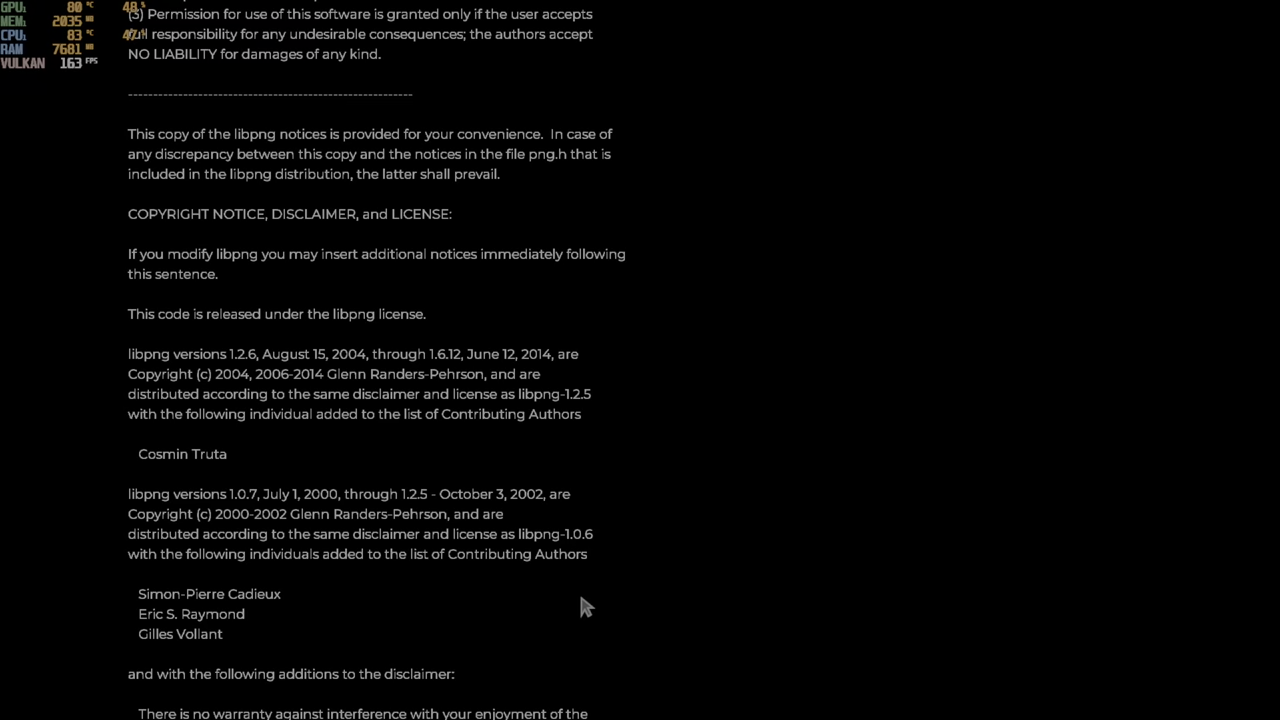 GPU 80 °C 48 %
MEM 2035 MB
CPU 83 °C 47 %
RAM 7681 MB
VULKAN 163 FPS
(3) Permission for use of this software is granted only if the user accepts
responsibility for any undesirable consequences; the authors accept
NO LIABILITY for damages of any kind.
---------------------------------------------------------
This copy of the libpng notices is provided for your convenience.  In case of
any discrepancy between this copy and the notices in the file png.h that is
included in the libpng distribution, the latter shall prevail.
COPYRIGHT NOTICE, DISCLAIMER, and LICENSE:
If you modify libpng you may insert additional notices immediately following
this sentence.
This code is released under the libpng license.
libpng versions 1.2.6, August 15, 2004, through 1.6.12, June 12, 2014, are
Copyright (c) 2004, 2006-2014 Glenn Randers-Pehrson, and are
distributed according to the same disclaimer and license as libpng-1.2.5
with the following individual added to the list of Contributing Authors
Cosmin Truta
libpng versions 1.0.7, July 1, 2000, through 1.2.5 - October 3, 2002, are
Copyright (c) 2000-2002 Glenn Randers-Pehrson, and are
distributed according to the same disclaimer and license as libpng-1.0.6
with the following individuals added to the list of Contributing Authors
Simon-Pierre Cadieux
Eric S. Raymond
Gilles Vollant
and with the following additions to the disclaimer:
There is no warranty against interference with your enjoyment of the